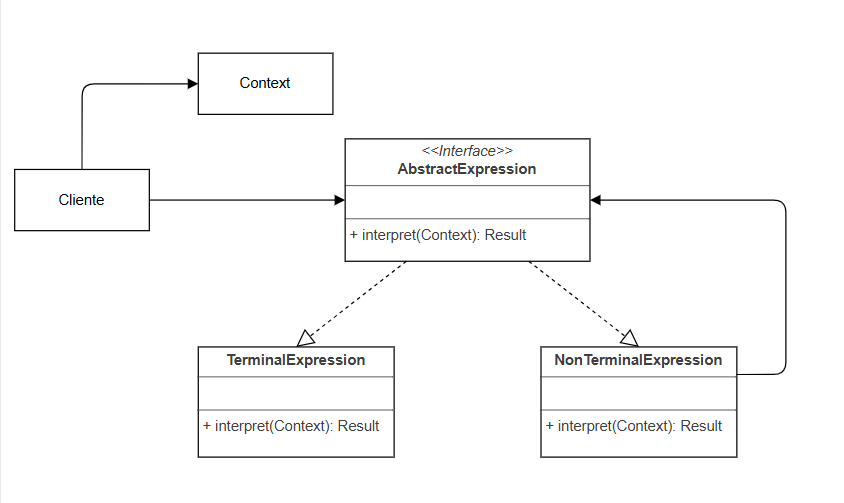 Context
Cliente
<<Interface>>
AbstractExpression
+ interpret(Context): Result
TerminalExpression
+ interpret(Context): Result
NonTerminalExpression
+ interpret(Context): Result